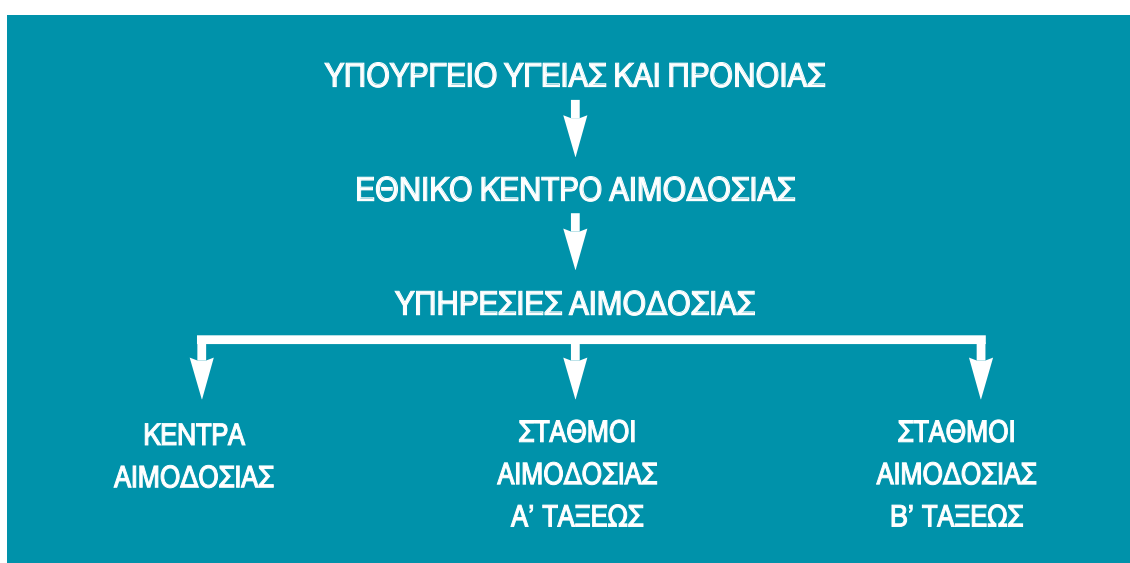 ΥΠΟΥΡΓΕΙΟ ΥΓΕΙΑΣ ΚΑΙ ΠΡΟΝΟΙΑΣ
ΕΘΝΙΚΟ ΚΕΝΤΡΟ ΑΙΜΟΔΟΣΙΑΣ
ΥΠΗΡΕΣΙΕΣ ΑΙΜΟΔΟΣΙΑΣ
ΚΕΝΤΡΑ
ΑΙΜΟΔΟΣΙΑΣ
ΣΤΑΘΜΟΙ
ΑΙΜΟΔΟΣΙΑΣ
Α’ ΤΑΞΕΩΣ
ΣΤΑΘΜΟΙ
ΑΙΜΟΔΟΣΙΑΣ
Β’ ΤΑΞΕΩΣ